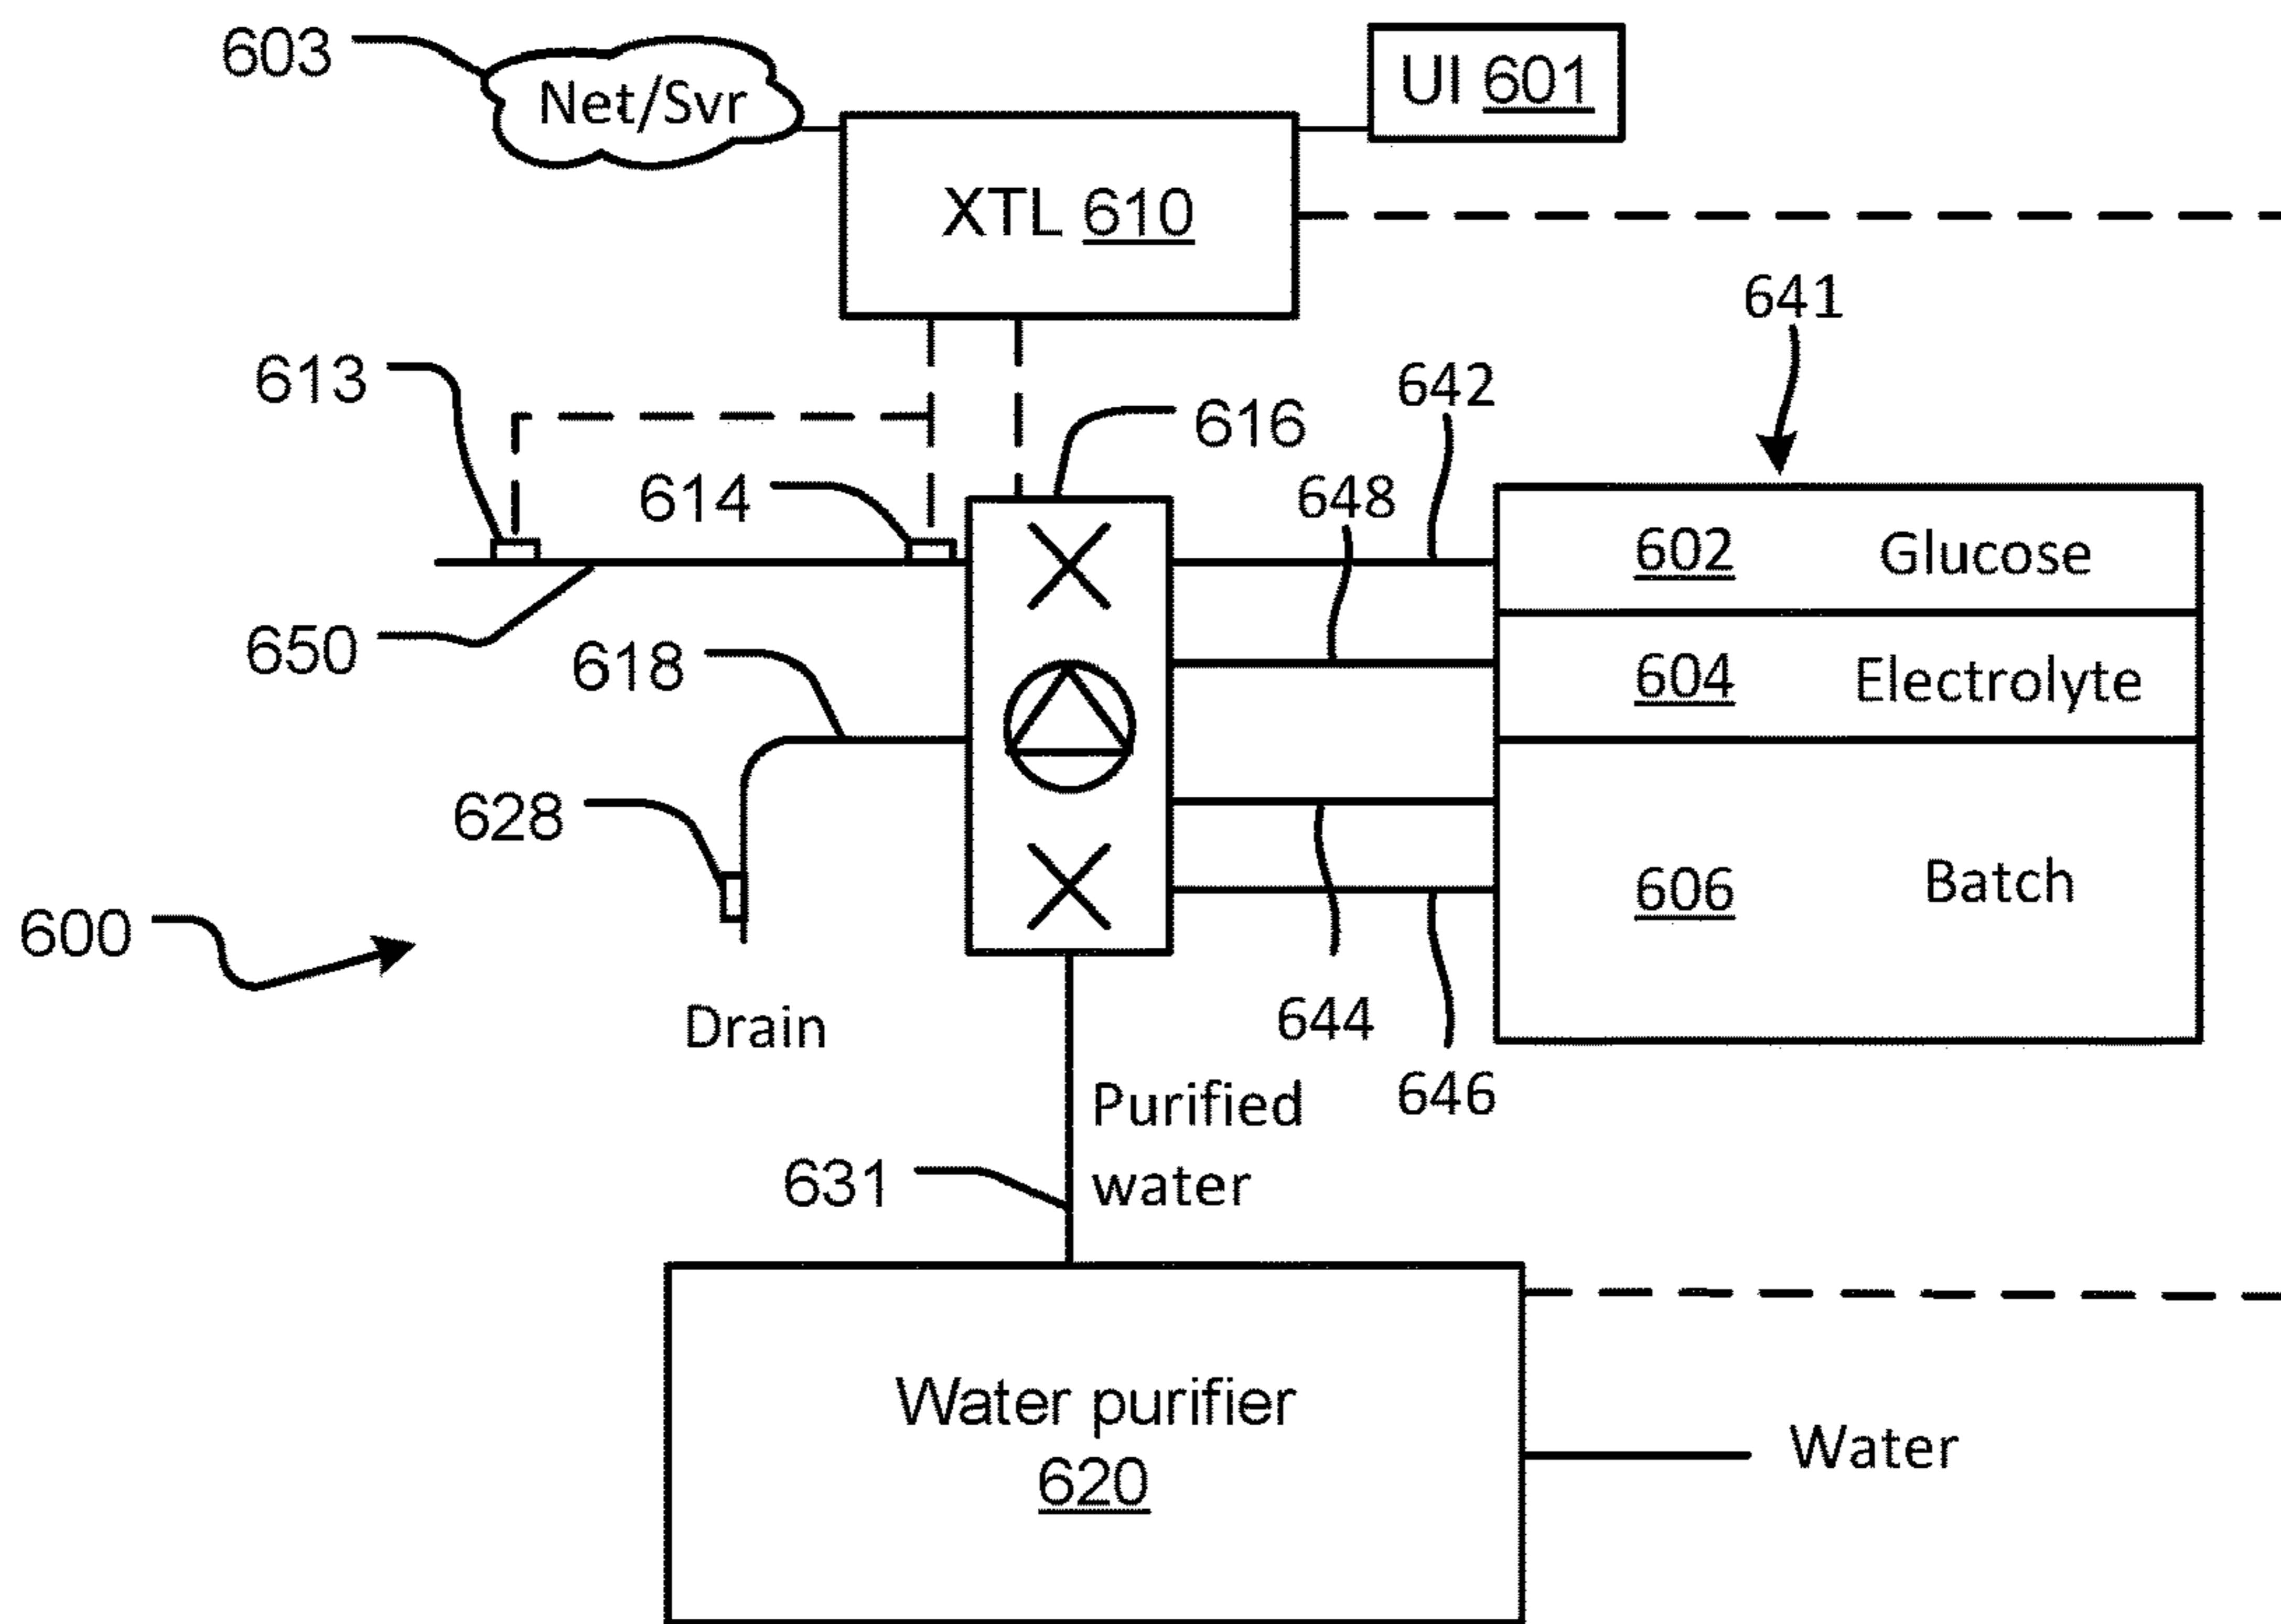 603
Net/Svr
UI 601
XTL 610
641
613
642
616
614
648
602 Glucose
650
618
604 Electrolyte
628
606 Batch
600
644
Drain
646
Purified
water
631
Water purifier
620
Water